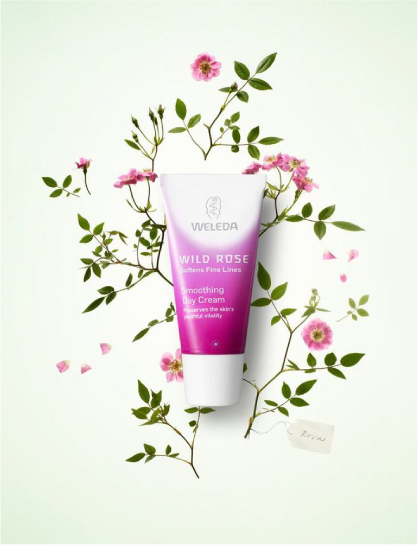 WELEDA
WILD ROSE
Softens Fine Lines
Smoothing
Day Cream
Preserves the skin's
youthful vitality